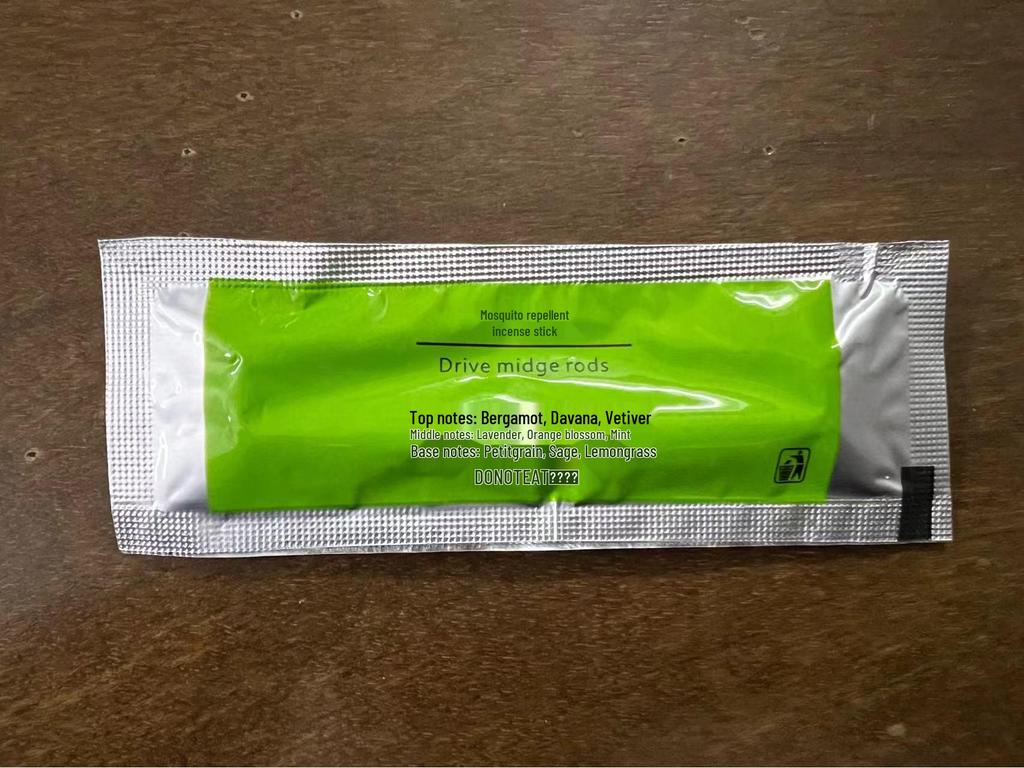 Mosquito repellent
incense stick
Drive midge rods
Top notes: Bergamot, Davana, Vetiver
Middle notes: Lavender, Orange blossom, Mint
Base notes: Petitgrain, Sage, Lemongrass
DONOTEAT????